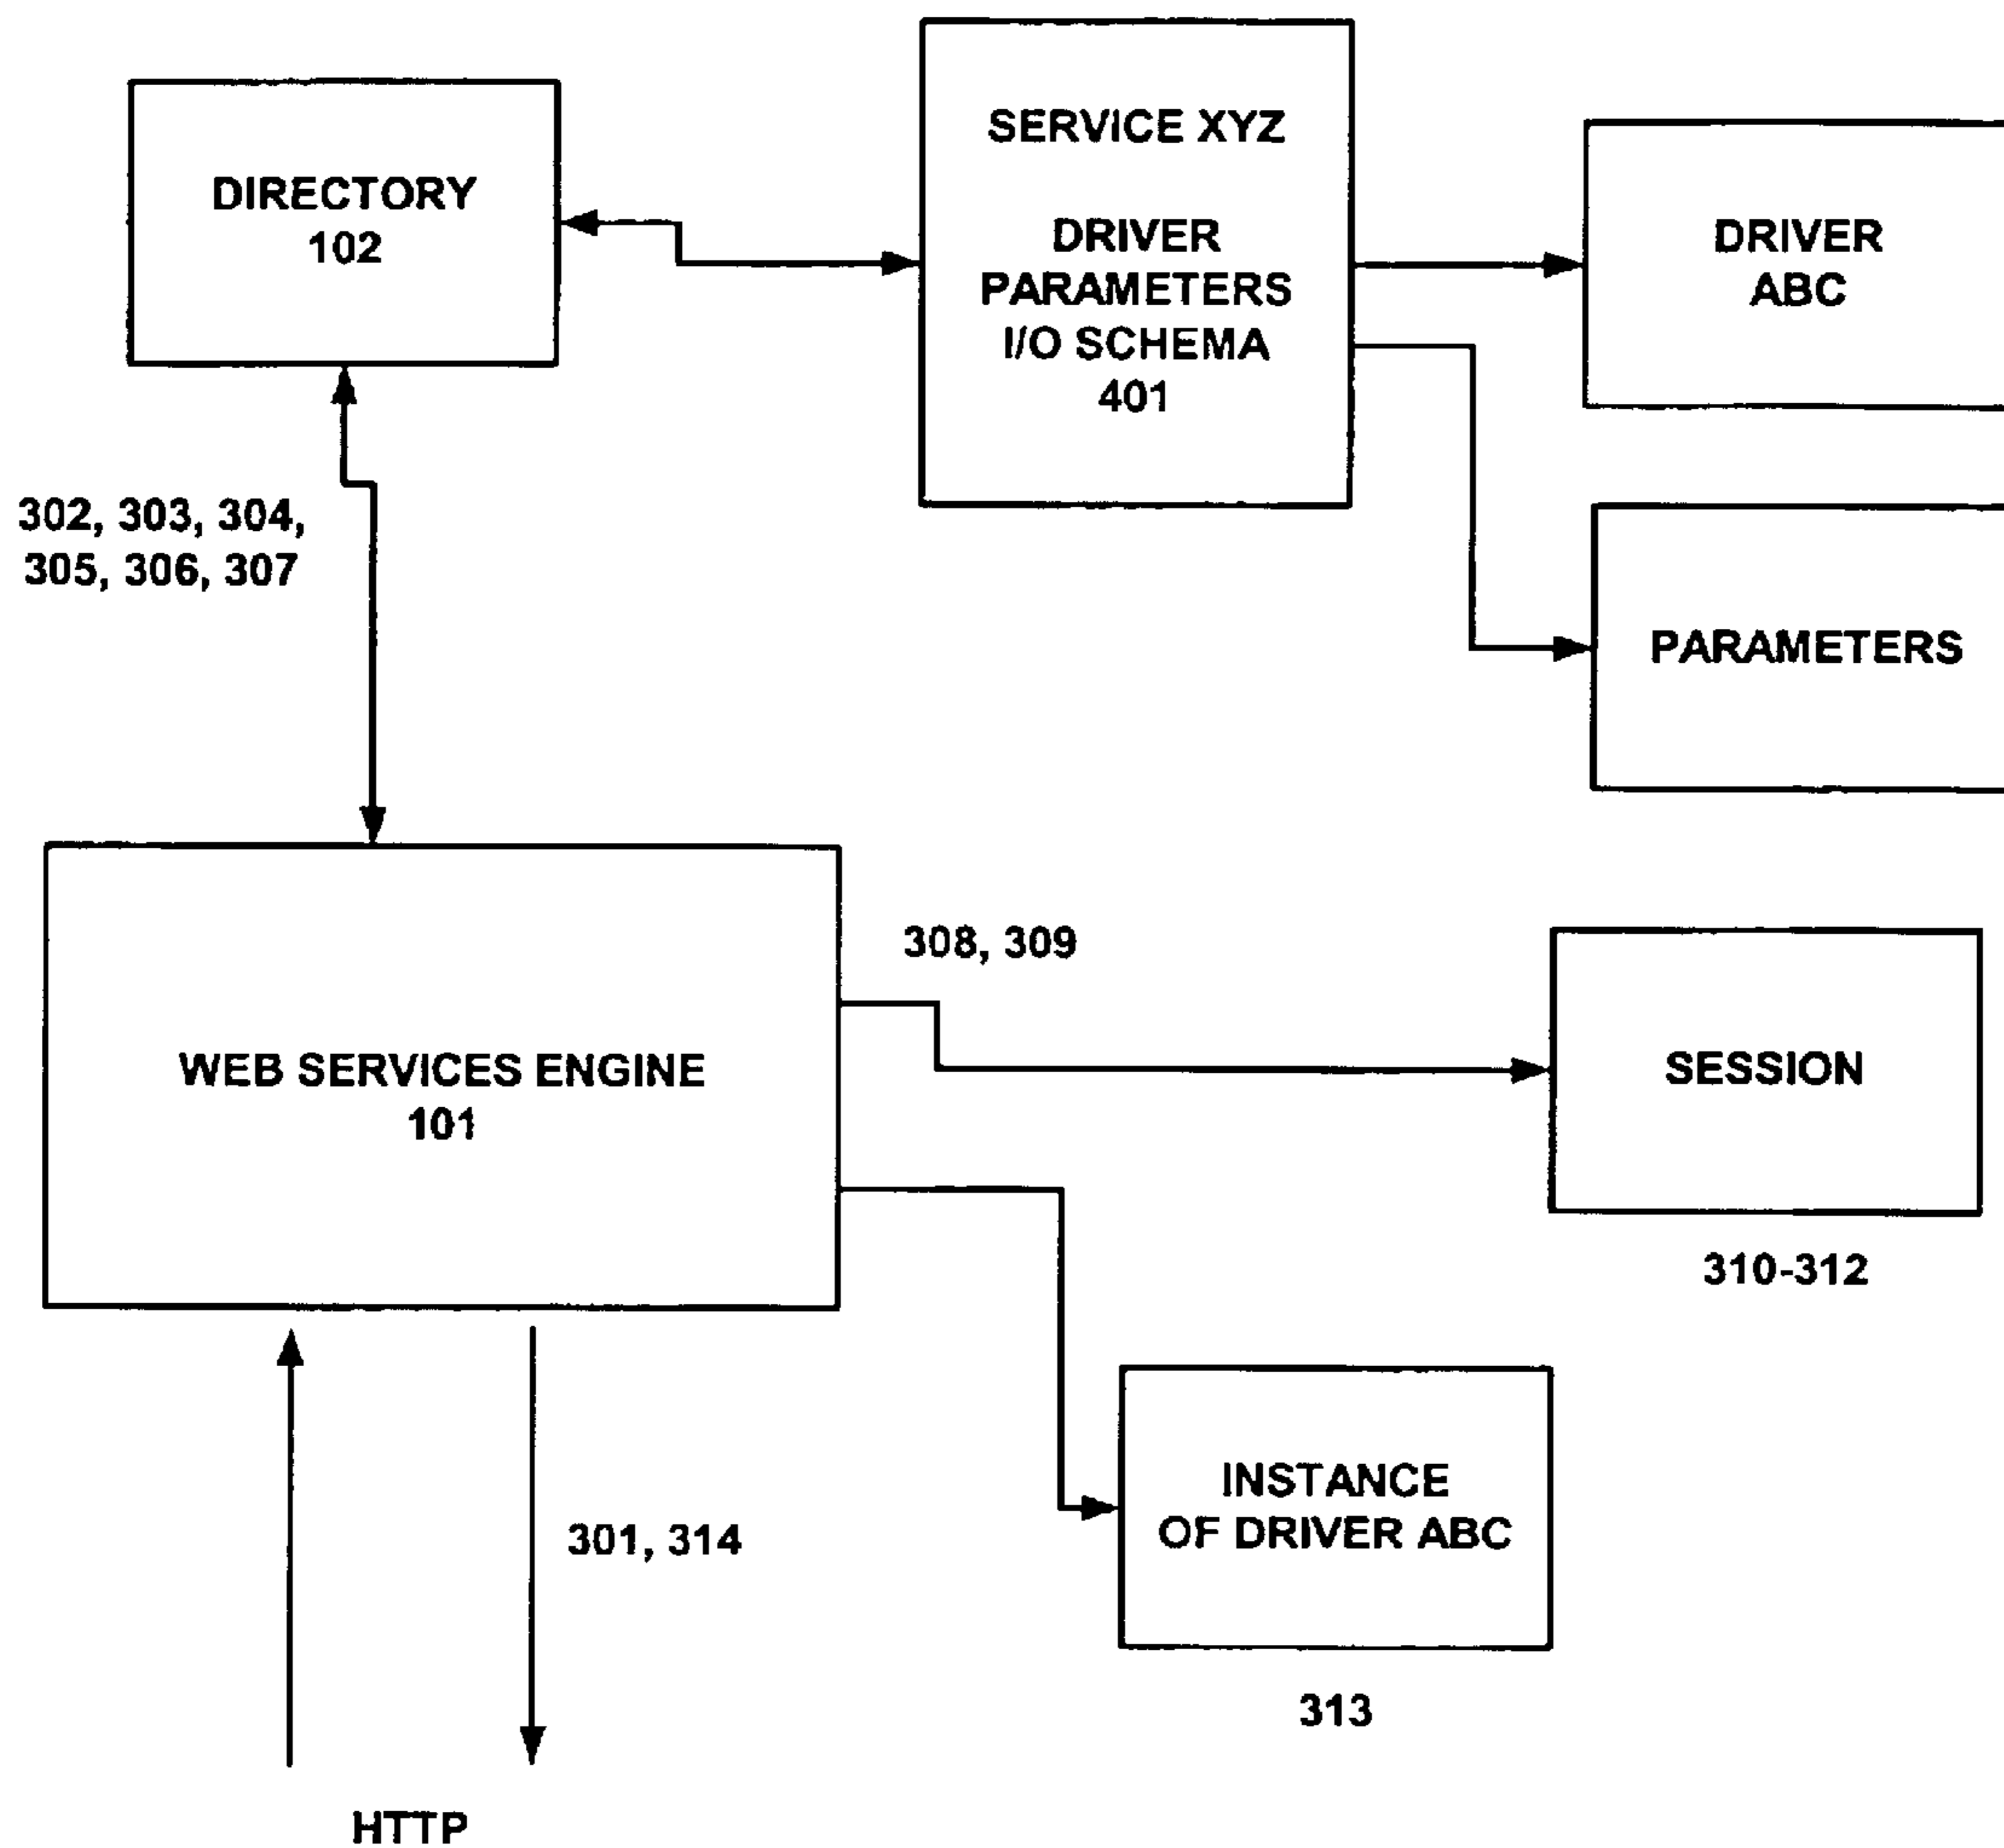 DIRECTORY
102
SERVICE XYZ
DRIVER
PARAMETERS
I/O SCHEMA
401
DRIVER
ABC
302, 303, 304,
305, 306, 307
PARAMETERS
WEB SERVICES ENGINE
101
308, 309
SESSION
310-312
301, 314
INSTANCE
OF DRIVER ABC
313
HTTP